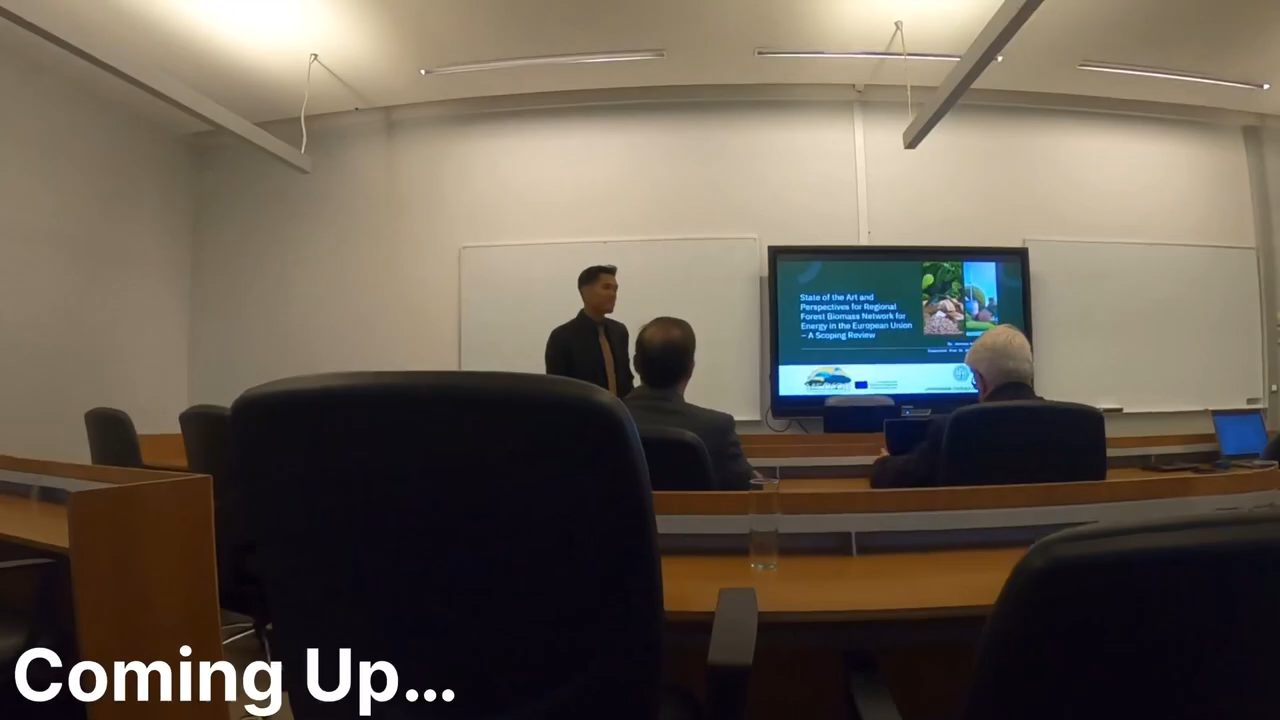 State of the Art and
Perspectives for Regional
Forest Biomass Network for
Energy in the European Union
– A Scoping Review
By:
Coming Up...